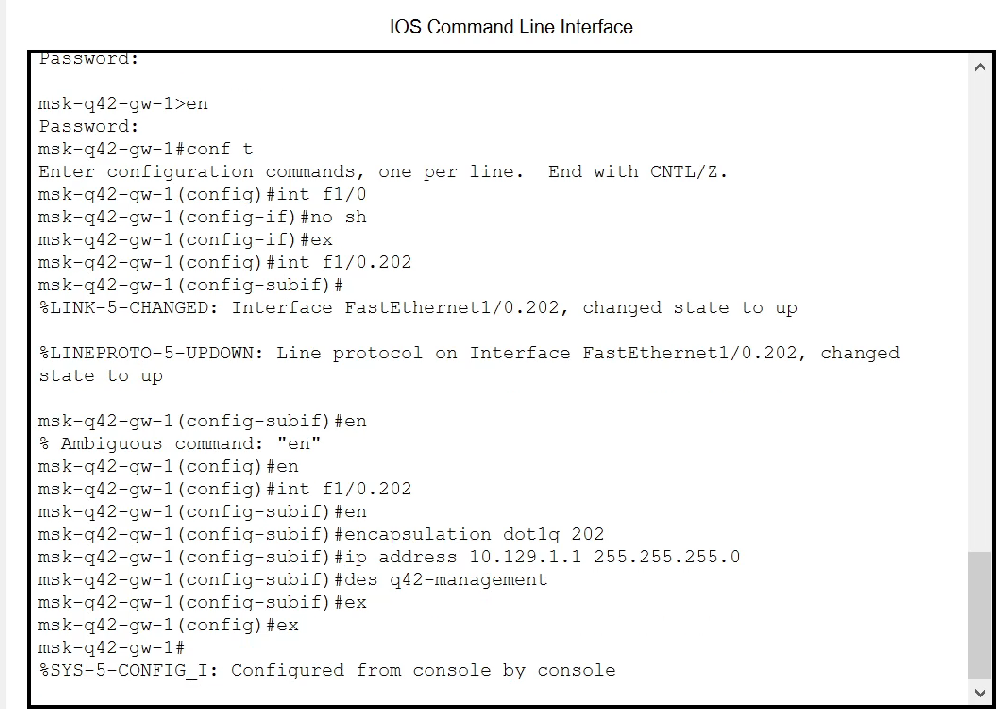 IOS Command Line Interface
Password:
msk-q42-gw-1>en
Password:
msk-q42-gw-1#conf t
Enter configuration commands, one per line.  End with CNTL/Z.
msk-q42-gw-1(config)#int f1/0
msk-q42-gw-1(config-if)#no sh
msk-q42-gw-1(config-if)#ex
msk-q42-gw-1(config)#int f1/0.202
msk-q42-gw-1(config-subif)#
%LINK-5-CHANGED: Interface FastEthernet1/0.202, changed state to up
%LINEPROTO-5-UPDOWN: Line protocol on Interface FastEthernet1/0.202, changed
state to up
msk-q42-gw-1(config-subif)#en
% Ambiguous command: "en"
msk-q42-gw-1(config)#en
msk-q42-gw-1(config)#int f1/0.202
msk-q42-gw-1(config-subif)#en
msk-q42-gw-1(config-subif)#encapsulation dot1q 202
msk-q42-gw-1(config-subif)#ip address 10.129.1.1 255.255.255.0
msk-q42-gw-1(config-subif)#des q42-management
msk-q42-gw-1(config-subif)#ex
msk-q42-gw-1(config)#ex
msk-q42-gw-1#
%SYS-5-CONFIG_I: Configured from console by console